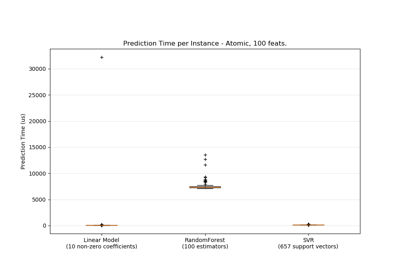 Prediction Time per Instance - Atomic, 100 feats.
Prediction Time (us)
30000
25000
20000
15000
10000
5000
0
Linear Model
(10 non-zero coefficients)
RandomForest
(100 estimators)
SVR
(657 support vectors)